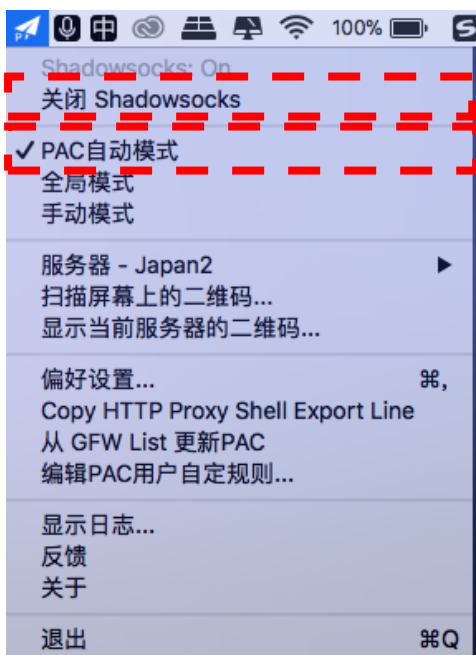 中 100%
Shadowsocks: On
关闭 Shadowsocks
✓ PAC自动模式
全局模式
手动模式
服务器 - Japan2 ▶
扫描屏幕上的二维码...
显示当前服务器的二维码...
偏好设置... ⌘,
Copy HTTP Proxy Shell Export Line
从 GFW List 更新PAC
编辑PAC用户自定规则...
显示日志...
反馈
关于
退出 ⌘Q